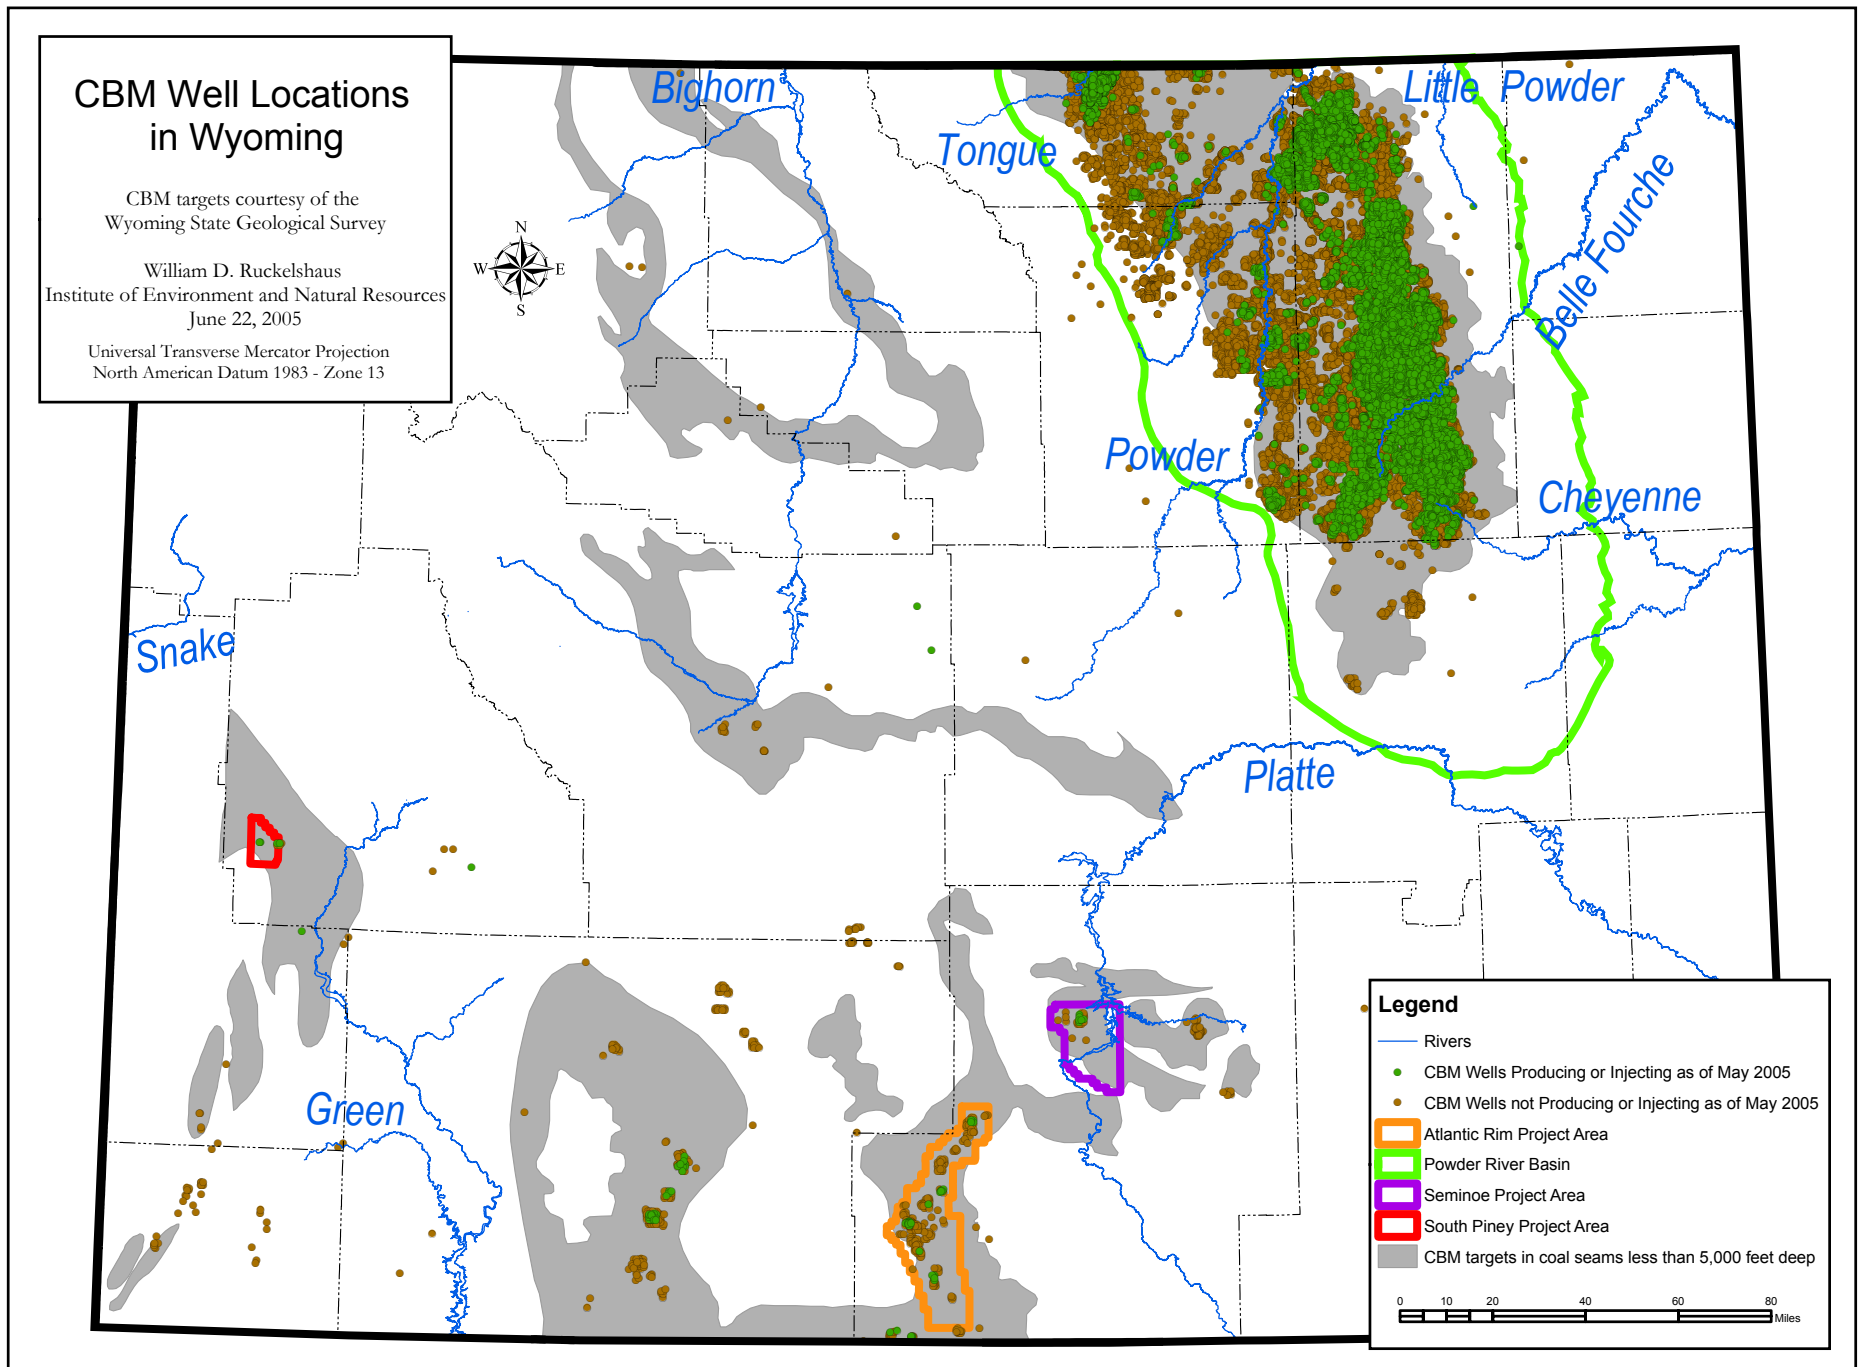 CBM Well Locations
in Wyoming
CBM targets courtesy of the
Wyoming State Geological Survey
William D. Ruckelshaus
Institute of Environment and Natural Resources
June 22, 2005
Universal Transverse Mercator Projection
North American Datum 1983 - Zone 13
N
W
E
S
Bighorn
Tongue
Little Powder
Belle Fourche
Powder
Cheyenne
Snake
Platte
Green
Legend
Rivers
CBM Wells Producing or Injecting as of May 2005
CBM Wells not Producing or Injecting as of May 2005
Atlantic Rim Project Area
Powder River Basin
Seminoe Project Area
South Piney Project Area
CBM targets in coal seams less than 5,000 feet deep
0 10 20 40 60 80
Miles